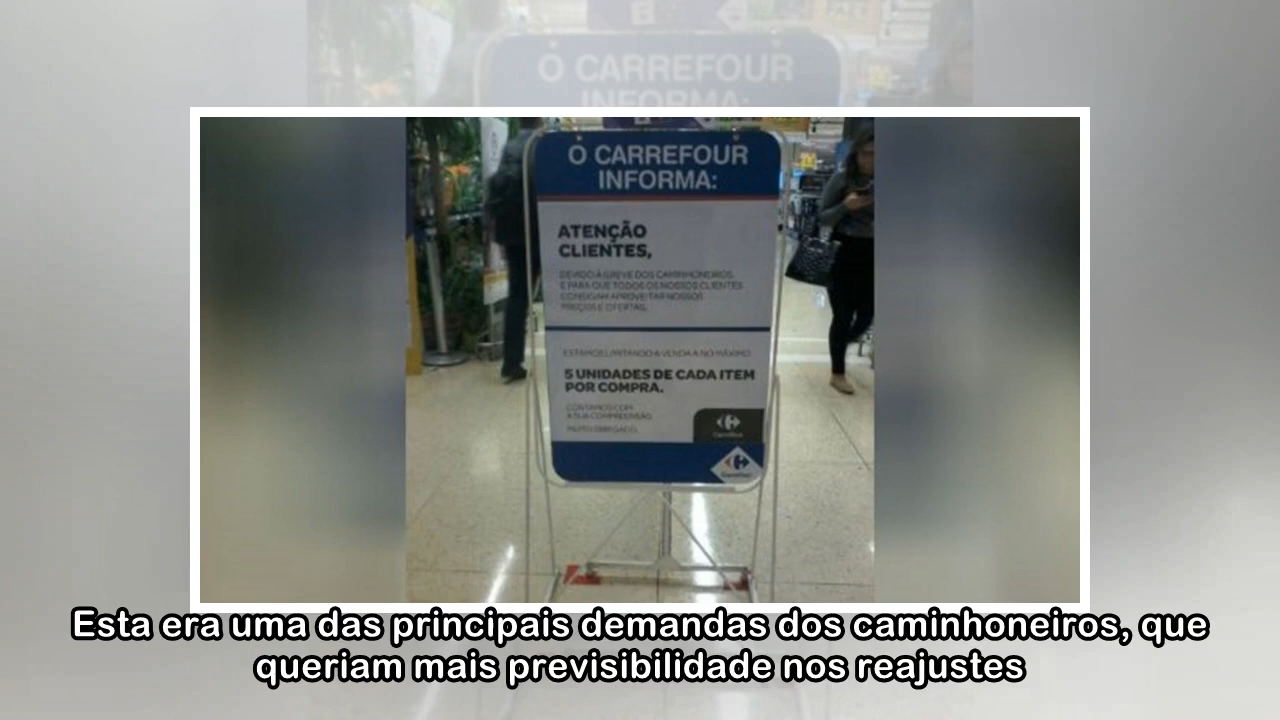 O CARREFOUR
INFORMA:
O CARREFOUR
INFORMA:
ATENÇÃO
CLIENTES,
DEVIDO À GREVE DOS CAMINHONEIROS
E PARA QUE TODOS OS NOSSOS CLIENTES
CONSIGAM APROVEITAR NOSSOS
PREÇOS E OFERTAS,
ESTAMOS LIMITANDO A VENDA A NO MÁXIMO
5 UNIDADES DE CADA ITEM
POR COMPRA.
CONTAMOS COM
A SUA COMPREENSÃO.
MUITO OBRIGADO.
Carrefour
Esta era uma das principais demandas dos caminhoneiros, que
queriam mais previsibilidade nos reajustes